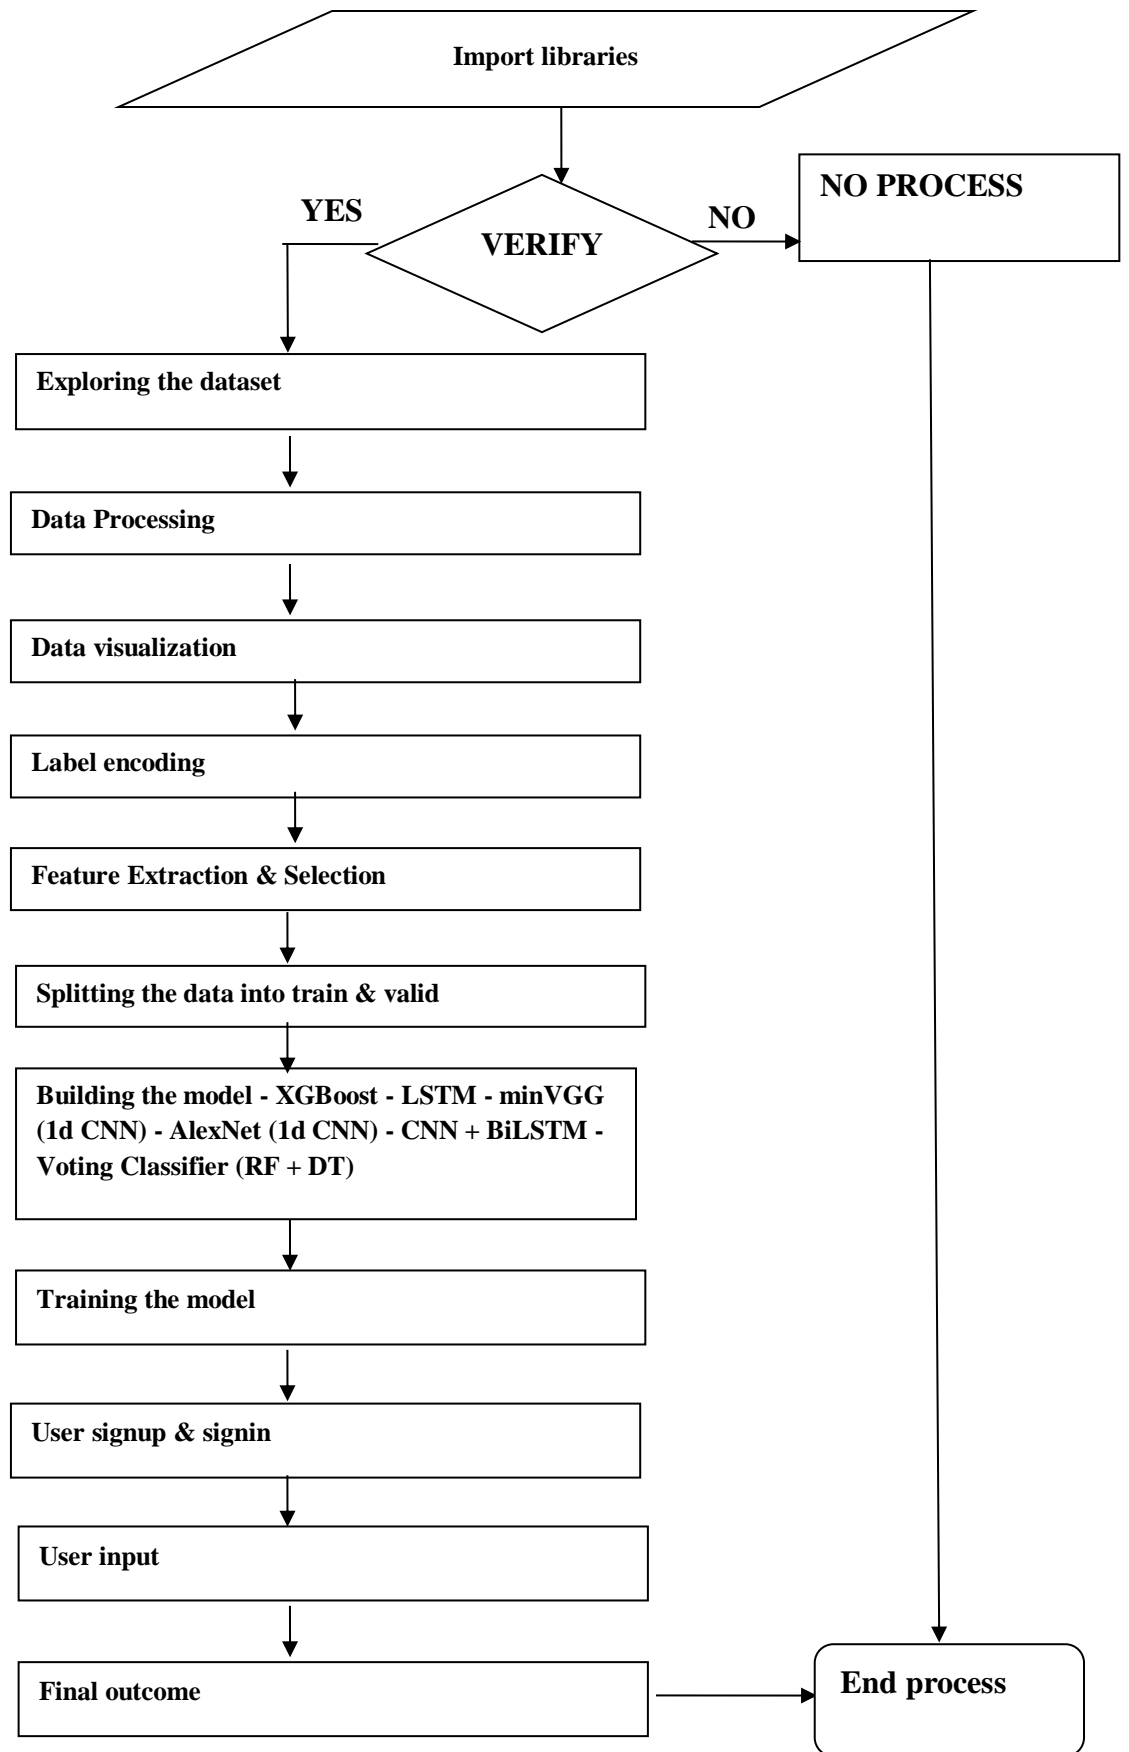 Import libraries
NO PROCESS
YES
NO
VERIFY
Exploring the dataset
Data Processing
Data visualization
Label encoding
Feature Extraction & Selection
Splitting the data into train & valid
Building the model - XGBoost - LSTM - minVGG
(1d CNN) - AlexNet (1d CNN) - CNN + BiLSTM -
Voting Classifier (RF + DT)
Training the model
User signup & signin
User input
Final outcome
End process